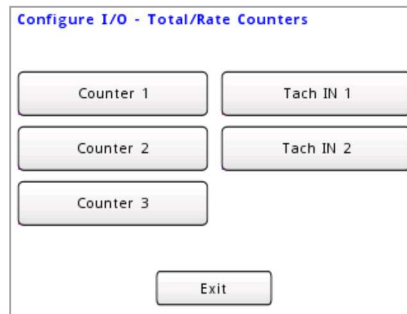 Configure I/O - Total/Rate Counters
Counter 1
Tach IN 1
Counter 2
Tach IN 2
Counter 3
Exit